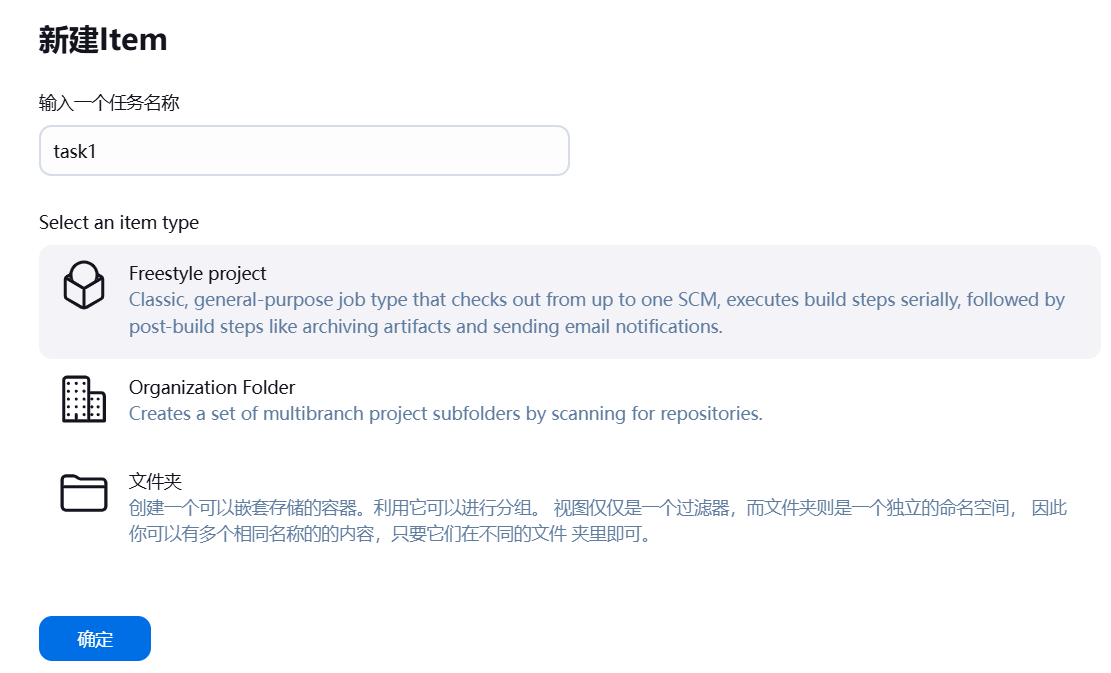 新建Item
输入一个任务名称
task1
Select an item type
Freestyle project
Classic, general-purpose job type that checks out from up to one SCM, executes build steps serially, followed by
post-build steps like archiving artifacts and sending email notifications.
Organization Folder
Creates a set of multibranch project subfolders by scanning for repositories.
文件夹
创建一个可以嵌套存储的容器。利用它可以进行分组。 视图仅仅是一个过滤器，而文件夹则是一个独立的命名空间， 因此
你可以有多个相同名称的的内容，只要它们在不同的文件 夹里即可。
确定